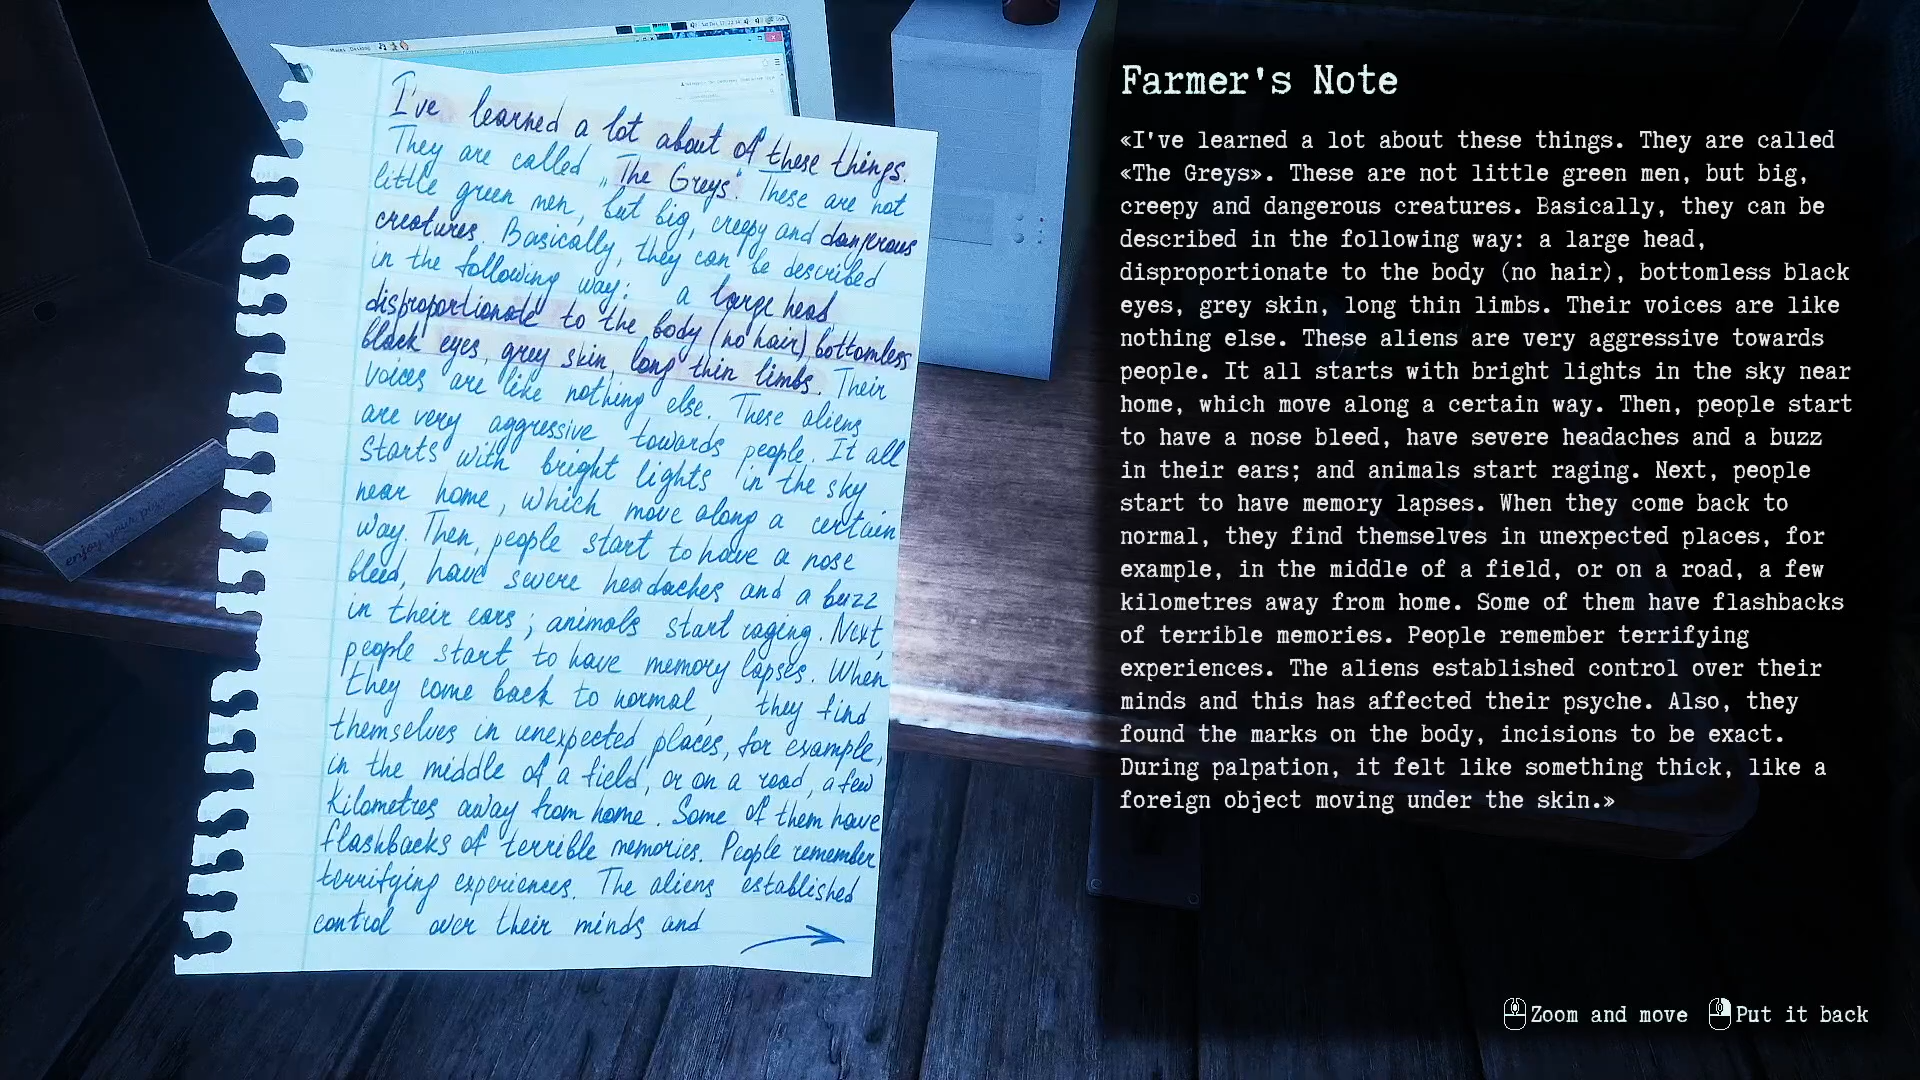 I've learned a lot about of these things.
They are called „The Greys". These are not
little green men, but big, creepy and dangerous
creatures. Basically, they can be described
in the following way: a large head
disproportionate to the body (no hair) bottomless
black eyes, grey skin, long thin limbs. Their
voices are like nothing else. These aliens
are very aggressive towards people. It all
starts with bright lights in the sky
near home, which move along a certain
way. Then, people start to have a nose
bleed, have severe headaches and a buzz
in their ears; animals start raging. Next,
people start to have memory lapses. When
they come back to normal, they find
themselves in unexpected places, for example,
in the middle of a field, or on a road, a few
kilometres away from home. Some of them have
flashbacks of terrible memories. People remember
terrifying experiences. The aliens established
control over their minds and
enjoy your
Farmer's Note
«I've learned a lot about these things. They are called
«The Greys». These are not little green men, but big,
creepy and dangerous creatures. Basically, they can be
described in the following way: a large head,
disproportionate to the body (no hair), bottomless black
eyes, grey skin, long thin limbs. Their voices are like
nothing else. These aliens are very aggressive towards
people. It all starts with bright lights in the sky near
home, which move along a certain way. Then, people start
to have a nose bleed, have severe headaches and a buzz
in their ears; and animals start raging. Next, people
start to have memory lapses. When they come back to
normal, they find themselves in unexpected places, for
example, in the middle of a field, or on a road, a few
kilometres away from home. Some of them have flashbacks
of terrible memories. People remember terrifying
experiences. The aliens established control over their
minds and this has affected their psyche. Also, they
found the marks on the body, incisions to be exact.
During palpation, it felt like something thick, like a
foreign object moving under the skin.»
Zoom and move Put it back